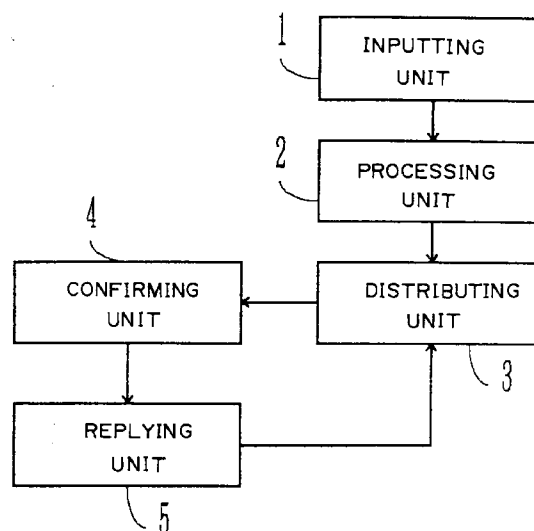 1
INPUTTING
UNIT
2
PROCESSING
UNIT
4
CONFIRMING
UNIT
DISTRIBUTING
UNIT
3
REPLYING
UNIT
5